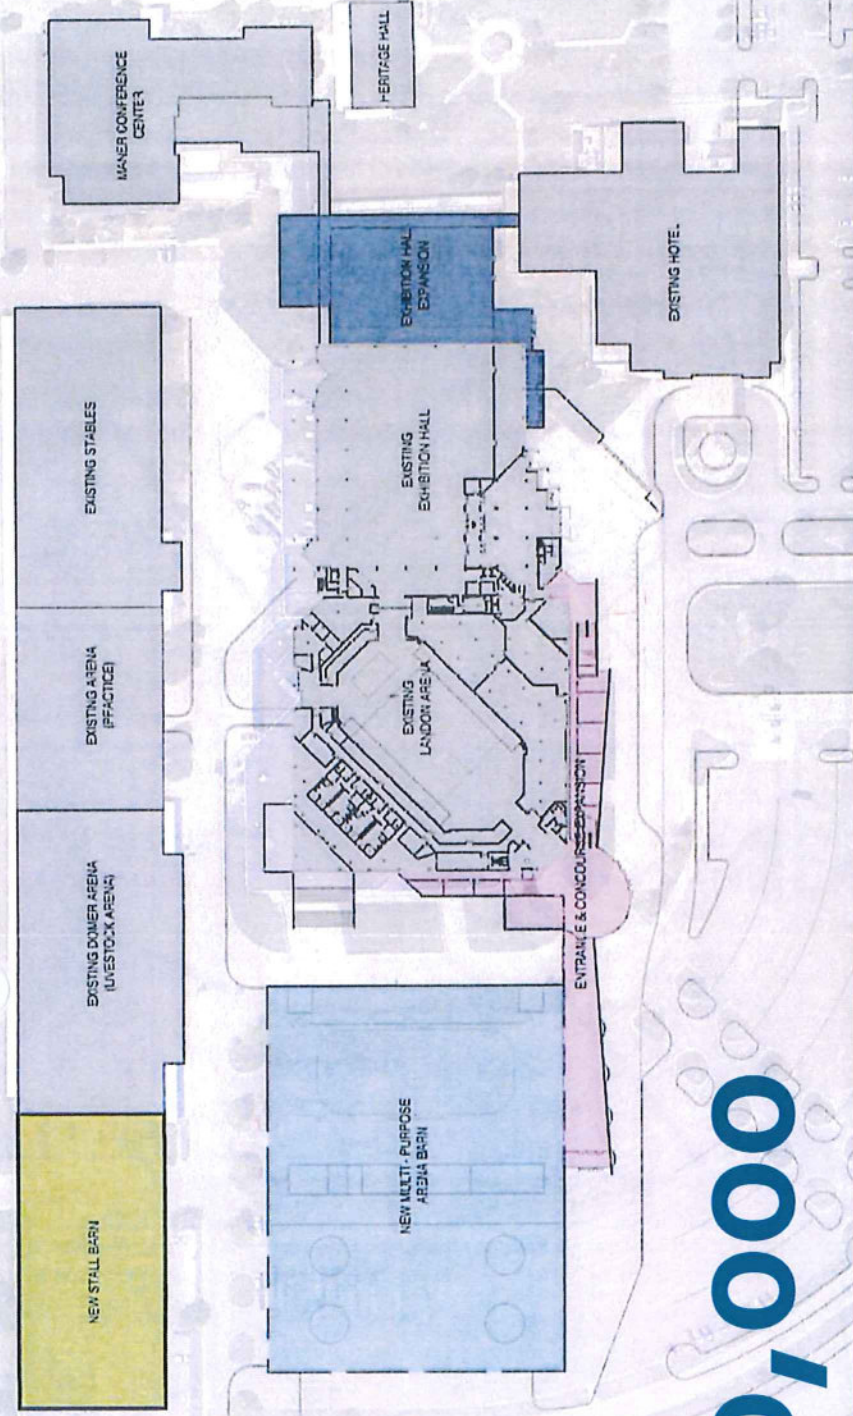 MANER CONFERENCE
CENTER
HERITAGE HALL
EXHIBITION HALL
EXPANSION
EXISTING HOTEL
EXISTING STABLES
EXISTING
EXHIBITION HALL
EXISTING ARENA
(PFACTICE)
EXISTING
LANDON ARENA
EXISTING DOMER ARENA
(LIVESTOCK ARENA)
ENTRANCE & CONCOURSE EXPANSION
NEW STALL BARN
NEW MULTI - PURPOSE
ARENA BARN
,000